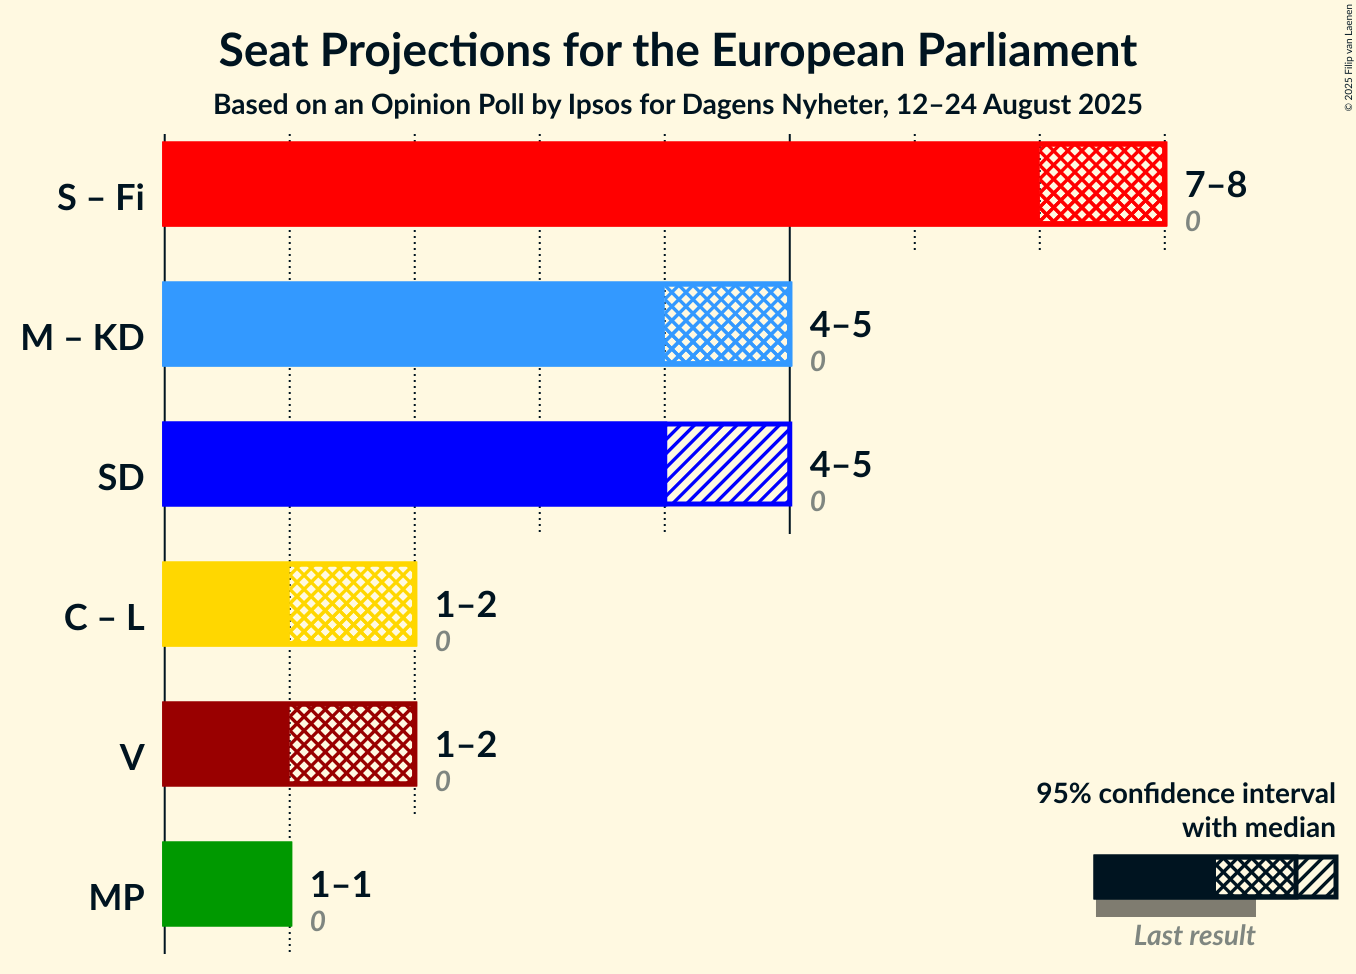 Seat Projections for the European Parliament
Based on an Opinion Poll by Ipsos for Dagens Nyheter, 12–24 August 2025
© 2025 Filip van Laenen
S – Fi
7–8
0
M – KD
4–5
0
SD
4–5
0
C – L
1–2
0
V
1–2
0
MP
1–1
0
95% confidence interval
with median
Last result